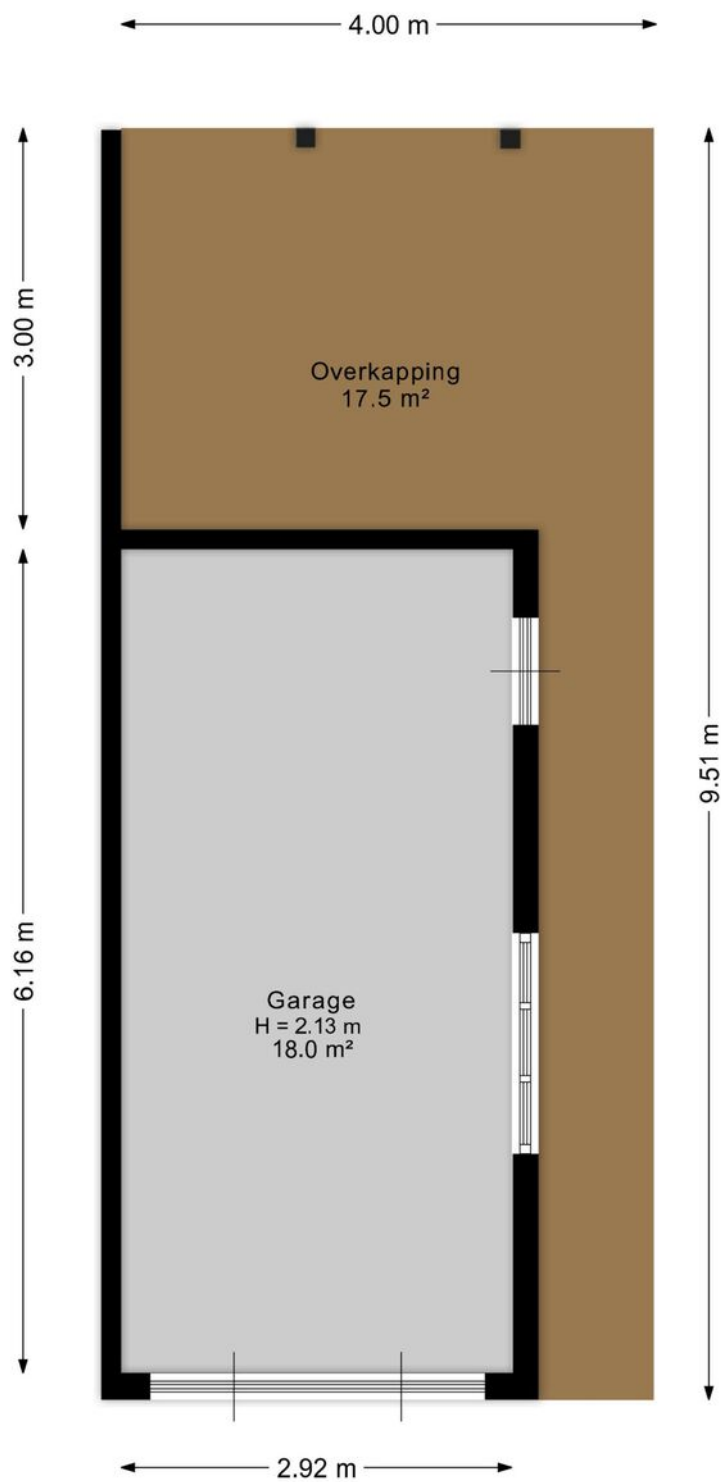 4.00 m
3.00 m
Overkapping
17.5 m²
9.51 m
6.16 m
Garage
H = 2.13 m
18.0 m²
2.92 m